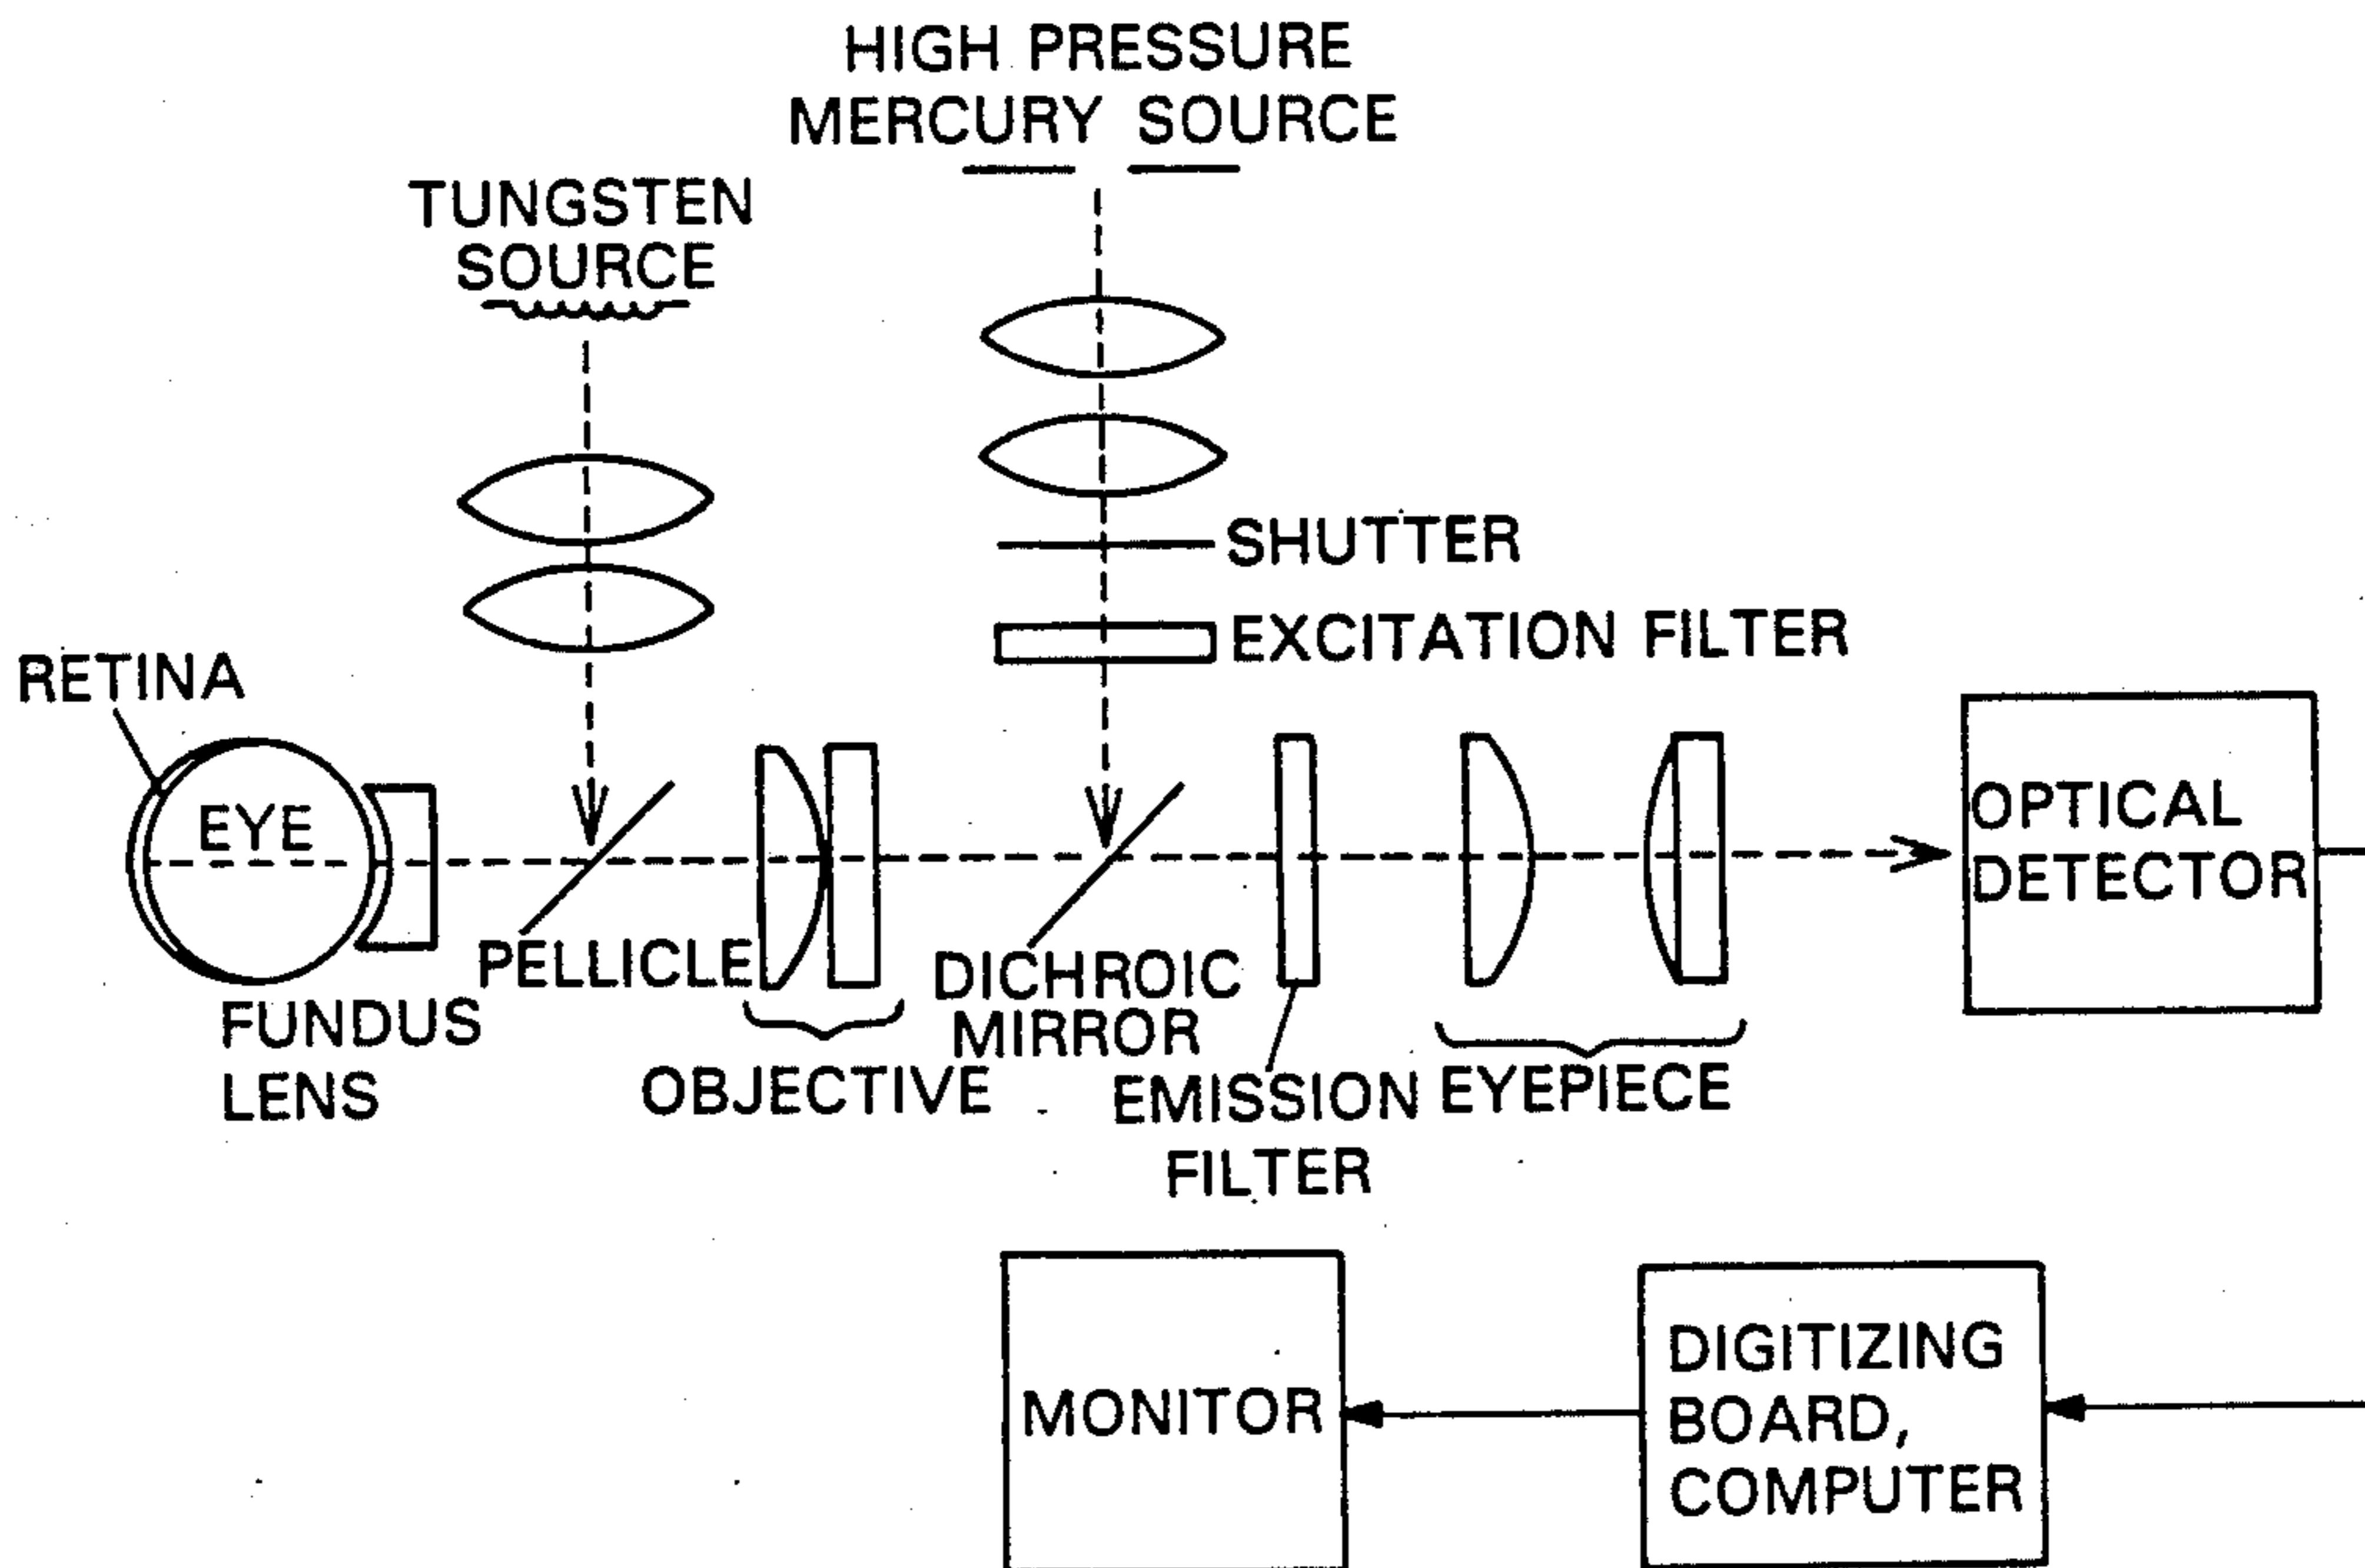 HIGH PRESSURE
MERCURY SOURCE
TUNGSTEN
SOURCE
SHUTTER
EXCITATION FILTER
RETINA
EYE
OPTICAL
DETECTOR
PELLICLE
DICHROIC
MIRROR
FUNDUS
LENS
OBJECTIVE
EMISSION
FILTER
EYEPIECE
MONITOR
DIGITIZING
BOARD,
COMPUTER